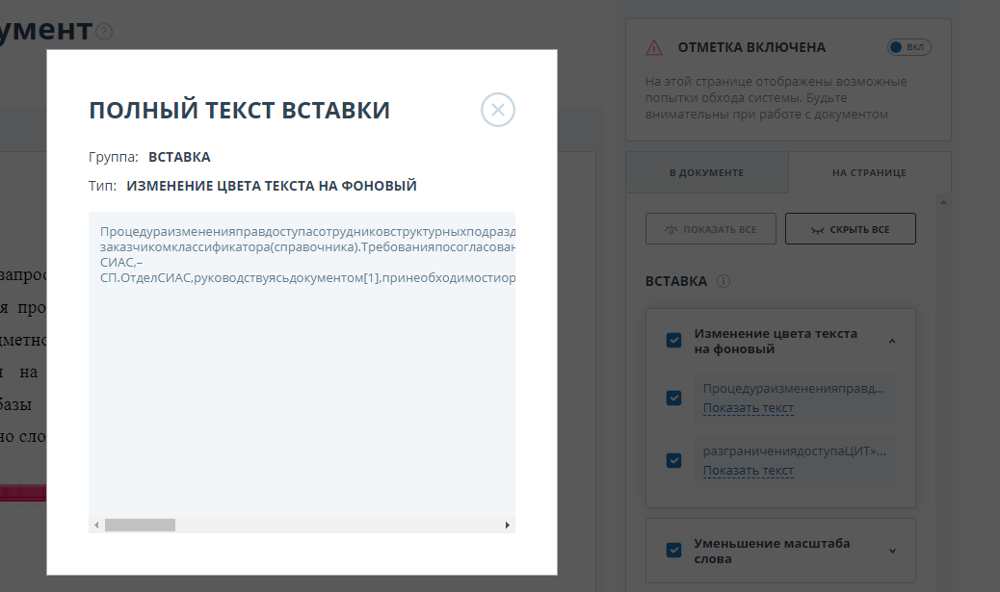 умент ?
ОТМЕТКА ВКЛЮЧЕНА
ВКЛ
На этой странице отображены возможные
попытки обхода системы. Будьте
внимательны при работе с документом
ПОЛНЫЙ ТЕКСТ ВСТАВКИ
Группа: ВСТАВКА
Тип: ИЗМЕНЕНИЕ ЦВЕТА ТЕКСТА НА ФОНОВЫЙ
Процедураизмененияправдоступасотрудниковструктурныхподразд
заказчикомклассификатора(справочника).Требованияпосогласован
СИАС,–
СП.ОтделСИАС,руководствуясьдокументом[1],принеобходимостиор
запрос
я про
метно
на
базы
но сло
В ДОКУМЕНТЕ
НА СТРАНИЦЕ
ПОКАЗАТЬ ВСЕ
СКРЫТЬ ВСЕ
ВСТАВКА
Изменение цвета текста
на фоновый
Процедураизмененияправд...
Показать текст
разграничениядоступаЦИТ»...
Показать текст
Уменьшение масштаба
слова